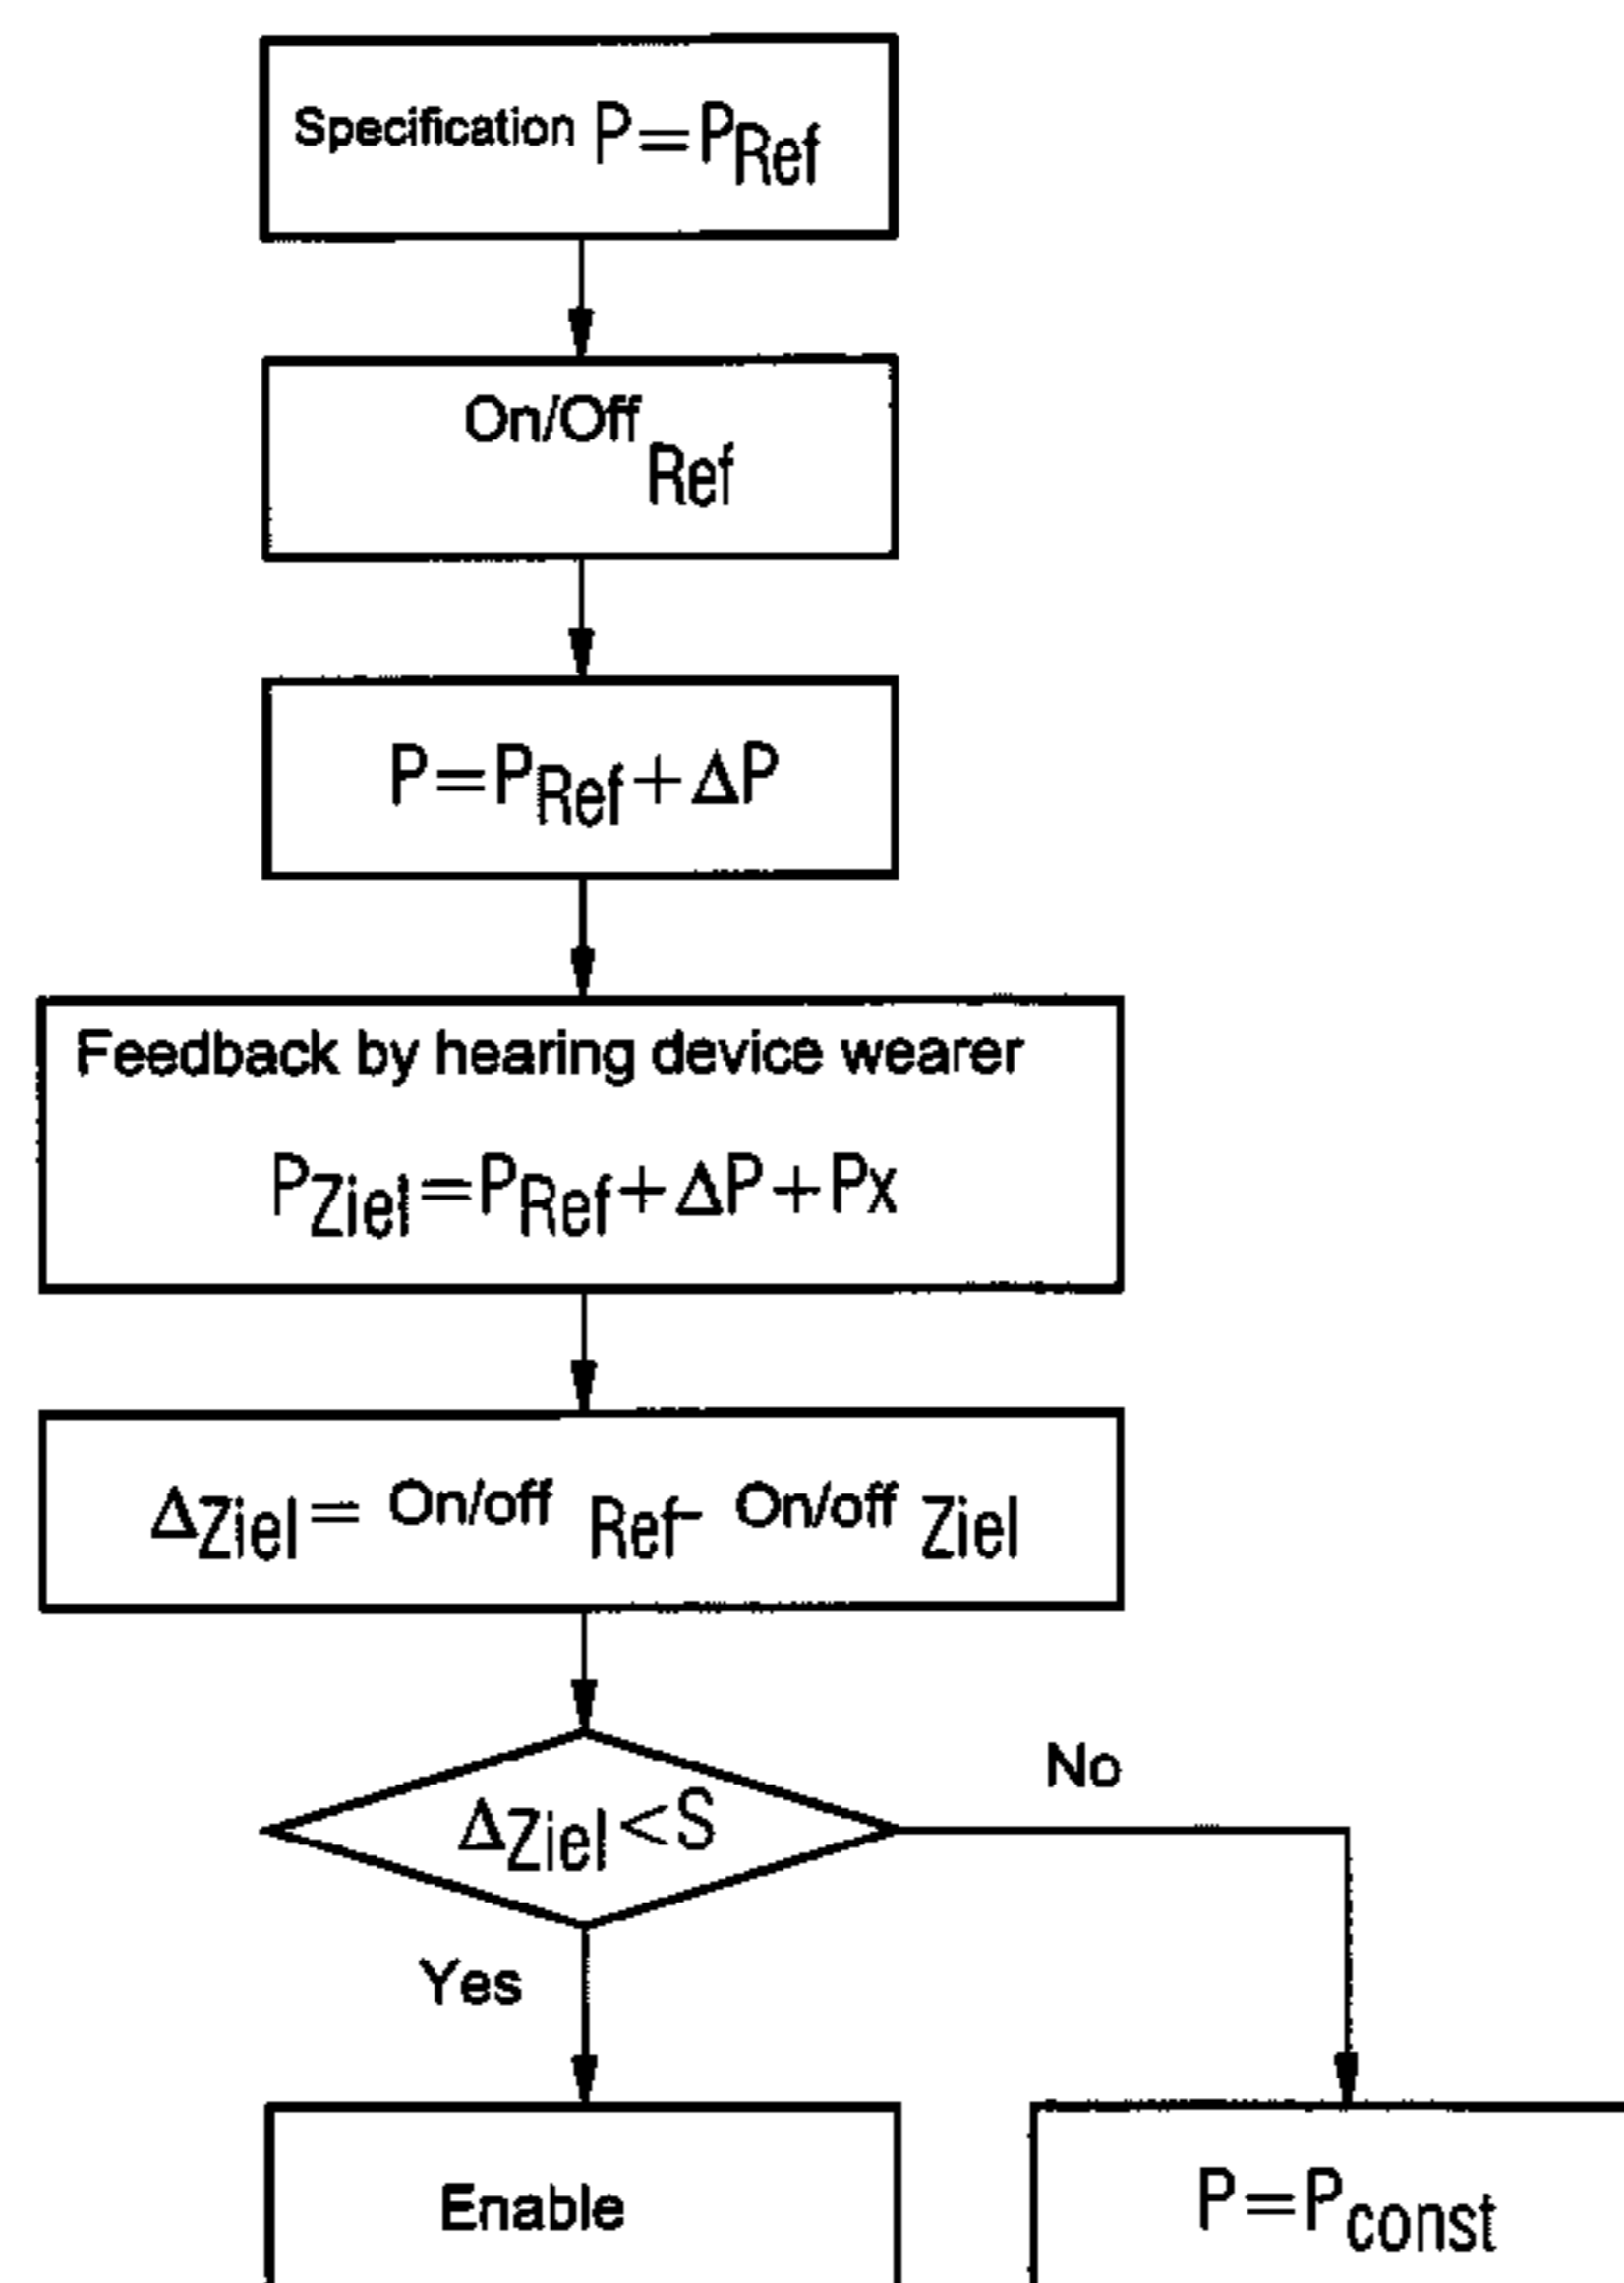 Specification P=PRef
On/Off Ref
P=PRef+ΔP
Feedback by hearing device wearer
PZiel=PRef+ΔP+Px
ΔZiel= On/off Ref- On/off Ziel
ΔZiel<S
No
Yes
Enable
P=Pconst